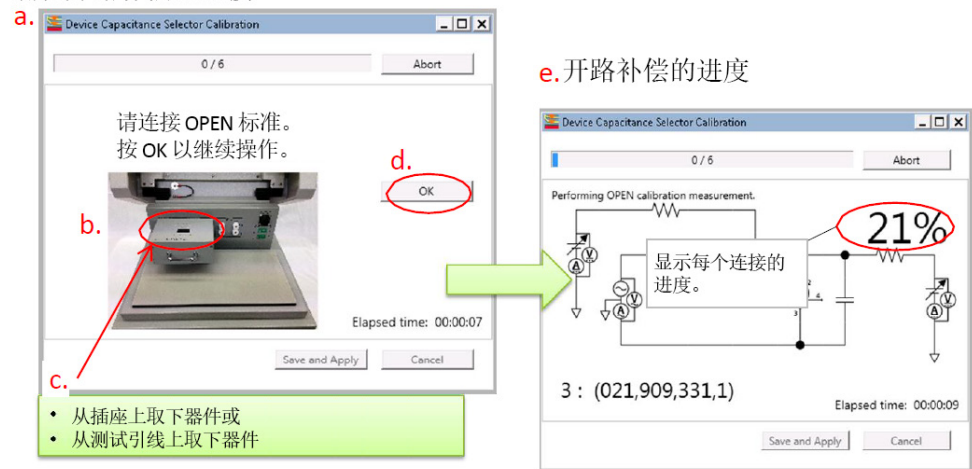 a.
Device Capacitance Selector Calibration
0 / 6
Abort
请连接 OPEN 标准。
按 OK 以继续操作。
d.
OK
b.
Elapsed time: 00:00:07
Save and Apply
Cancel
c.
• 从插座上取下器件或
• 从测试引线上取下器件
e.开路补偿的进度
Device Capacitance Selector Calibration
0 / 6
Abort
Performing OPEN calibration measurement.
21%
显示每个连接的
进度。
A
V
A
V
2
4
3
A
V
3 : (021,909,331,1)
Elapsed time: 00:00:09
Save and Apply
Cancel